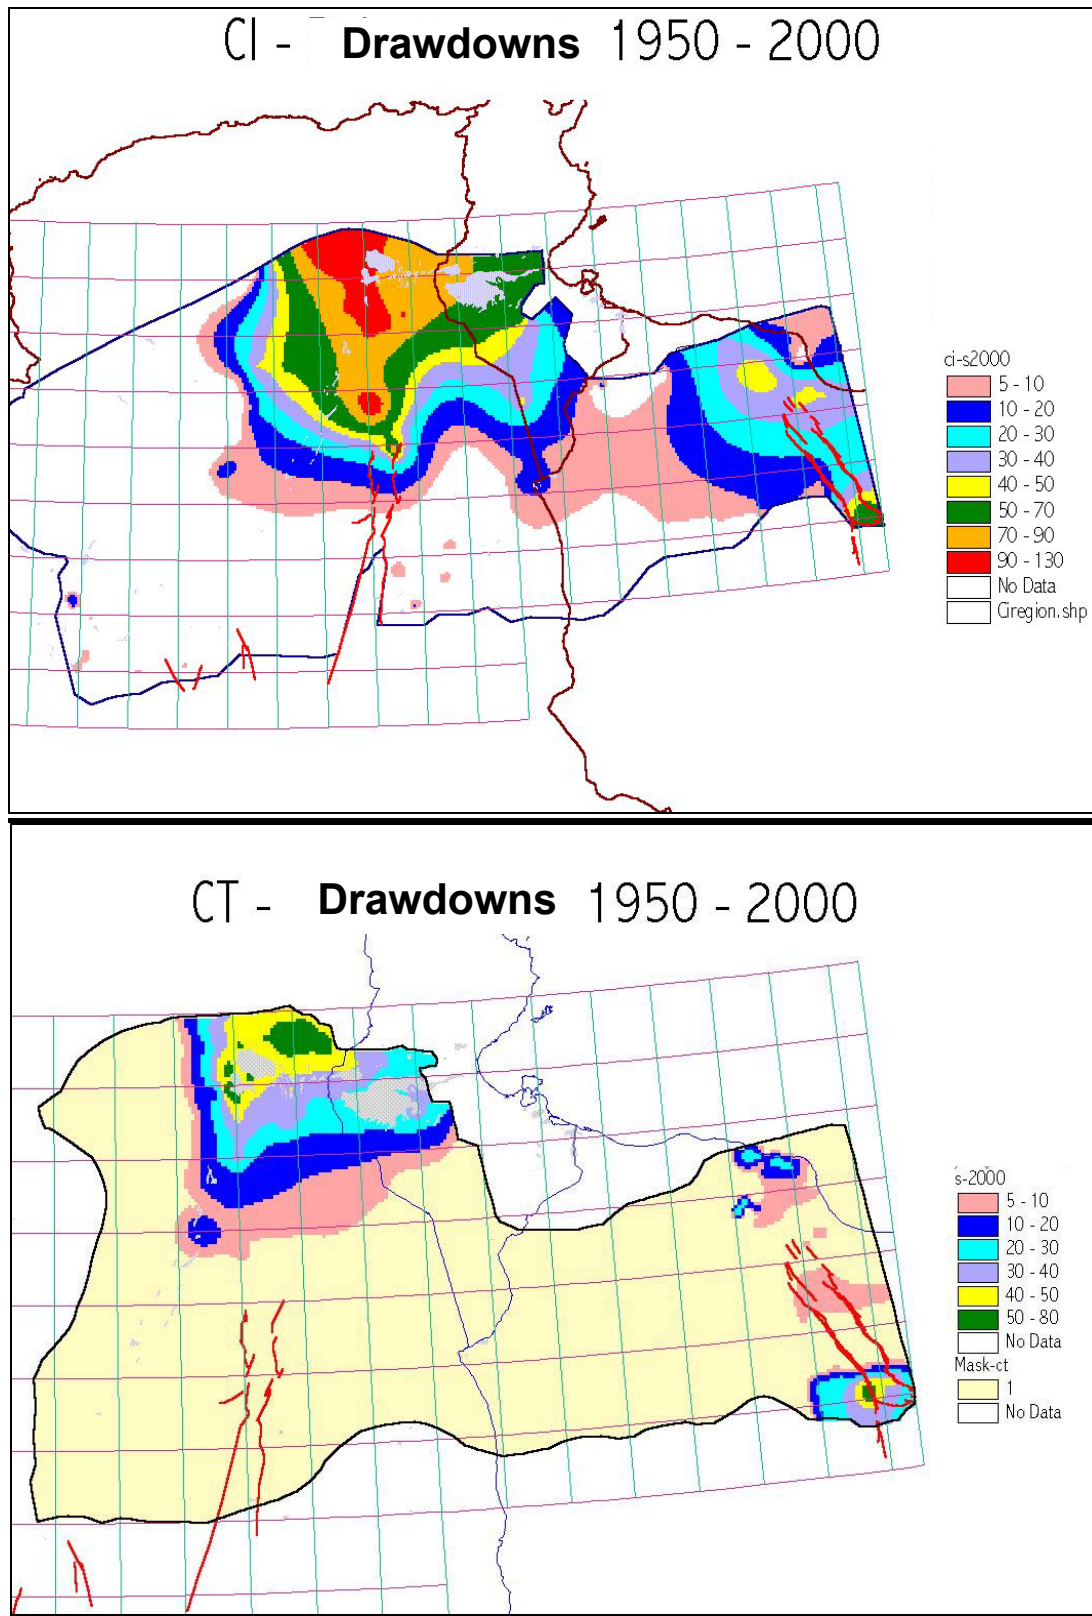 CI - Drawdowns 1950 - 2000
ci-s2000
5 - 10
10 - 20
20 - 30
30 - 40
40 - 50
50 - 70
70 - 90
90 - 130
No Data
Ciregion.shp
CT - Drawdowns 1950 - 2000
s-2000
5 - 10
10 - 20
20 - 30
30 - 40
40 - 50
50 - 80
No Data
Mask-ct
1
No Data